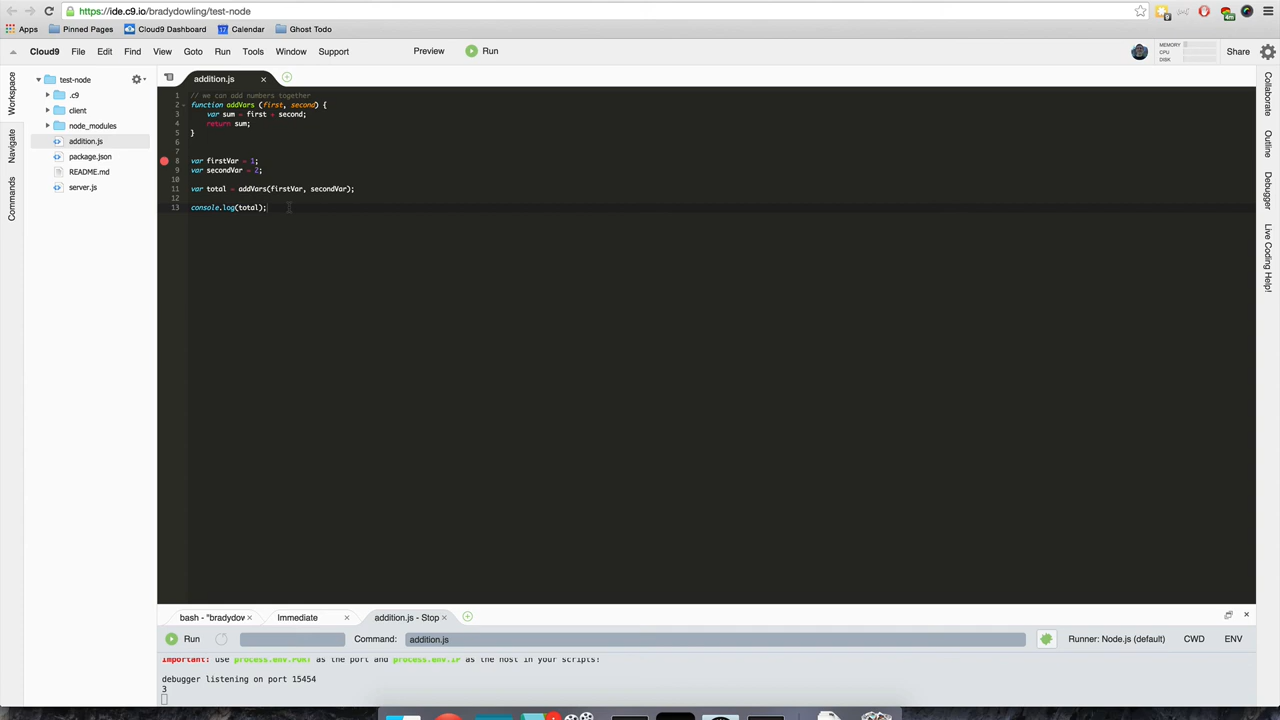 https://ide.c9.io/bradydowling/test-node
Apps Pinned Pages Cloud9 Dashboard Calendar Ghost Todo
Cloud9 File Edit Find View Goto Run Tools Window Support Preview Run MEMORY CPU DISK Share
Workspace
Navigate
Commands
test-node
.c9
client
node_modules
addition.js
package.json
README.md
server.js
addition.js
1 // we can add numbers together
2 function addVars (first, second) {
3 var sum = first + second;
4 return sum;
5 }
6
7
8 var firstVar = 1;
9 var secondVar = 2;
10
11 var total = addVars(firstVar, secondVar);
12
13 console.log(total);
Collaborate
Outline
Debugger
Live Coding Help!
bash - "bradydow Immediate addition.js - Stop
Run Command: addition.js Runner: Node.js (default) CWD ENV
Important: use process.env.PORT as the port and process.env.IP as the host in your scripts!
debugger listening on port 15454
3